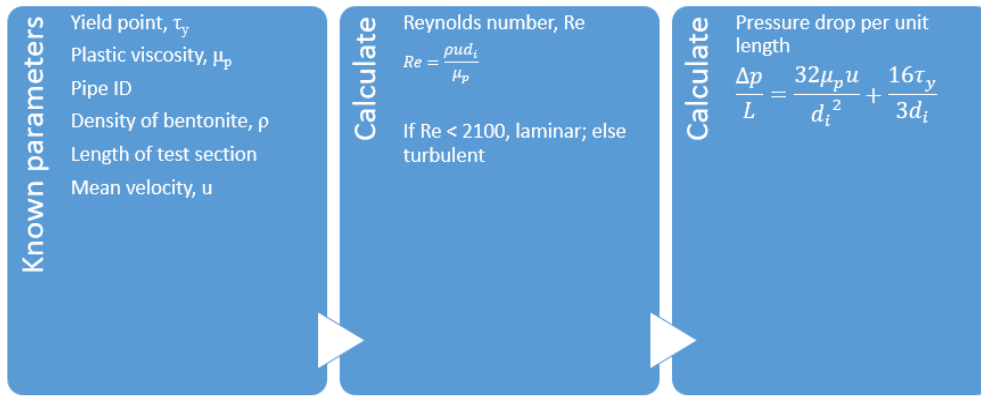 Known parameters
Yield point, τy
Plastic viscosity, μp
Pipe ID
Density of bentonite, ρ
Length of test section
Mean velocity, u
Calculate
Reynolds number, Re
Re = ρudi / μp
If Re < 2100, laminar; else
turbulent
Calculate
Pressure drop per unit
length
Δp / L = 32μpu / di² + 16τy / 3di